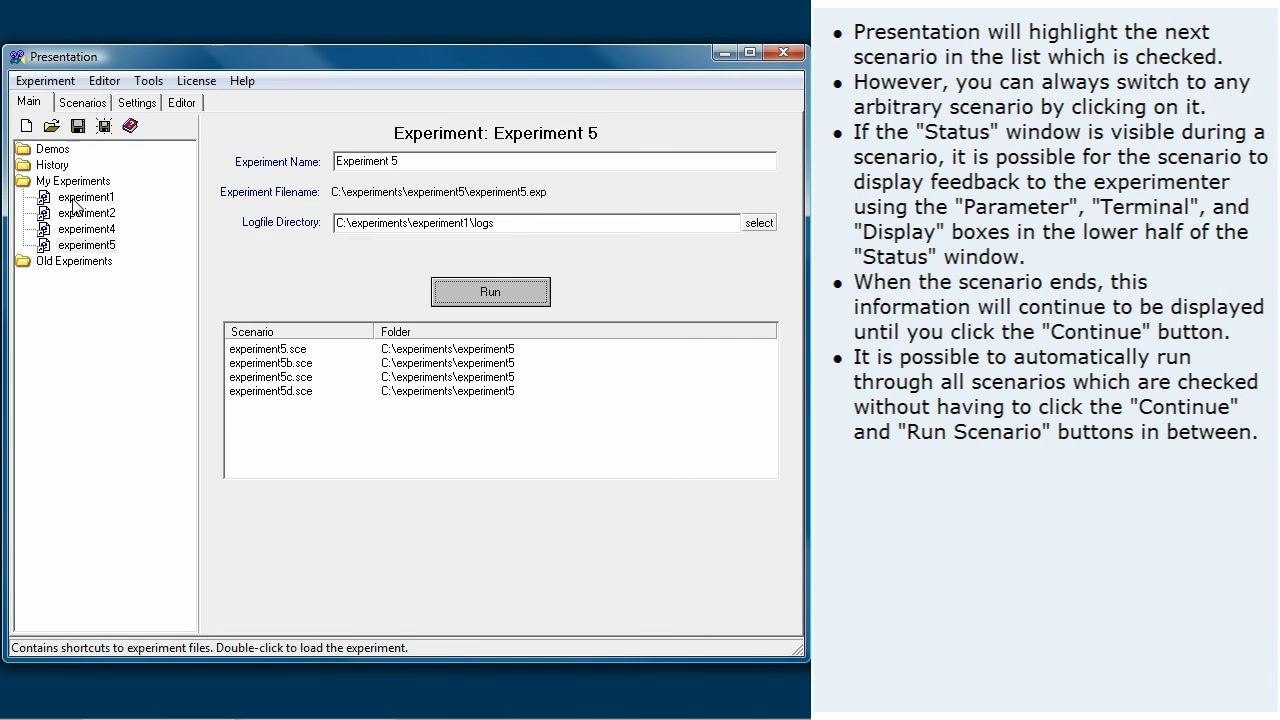 Presentation
Experiment Editor Tools License Help
Main Scenarios Settings Editor
Demos
History
My Experiments
experiment1
experiment2
experiment4
experiment5
Old Experiments
Experiment: Experiment 5
Experiment Name: Experiment 5
Experiment Filename: C:\experiments\experiment5\experiment5.exp
Logfile Directory: C:\experiments\experiment1\logs select
Run
Scenario Folder
experiment5.sce C:\experiments\experiment5
experiment5b.sce C:\experiments\experiment5
experiment5c.sce C:\experiments\experiment5
experiment5d.sce C:\experiments\experiment5
Contains shortcuts to experiment files. Double-click to load the experiment.
• Presentation will highlight the next
scenario in the list which is checked.
• However, you can always switch to any
arbitrary scenario by clicking on it.
• If the "Status" window is visible during a
scenario, it is possible for the scenario to
display feedback to the experimenter
using the "Parameter", "Terminal", and
"Display" boxes in the lower half of the
"Status" window.
• When the scenario ends, this
information will continue to be displayed
until you click the "Continue" button.
• It is possible to automatically run
through all scenarios which are checked
without having to click the "Continue"
and "Run Scenario" buttons in between.